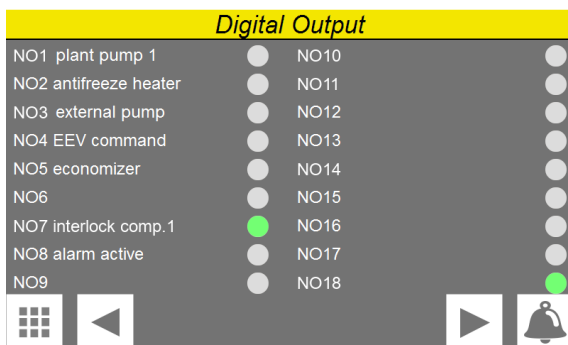 Digital Output
NO1 plant pump 1
NO2 antifreeze heater
NO3 external pump
NO4 EEV command
NO5 economizer
NO6
NO7 interlock comp.1
NO8 alarm active
NO9
NO10
NO11
NO12
NO13
NO14
NO15
NO16
NO17
NO18